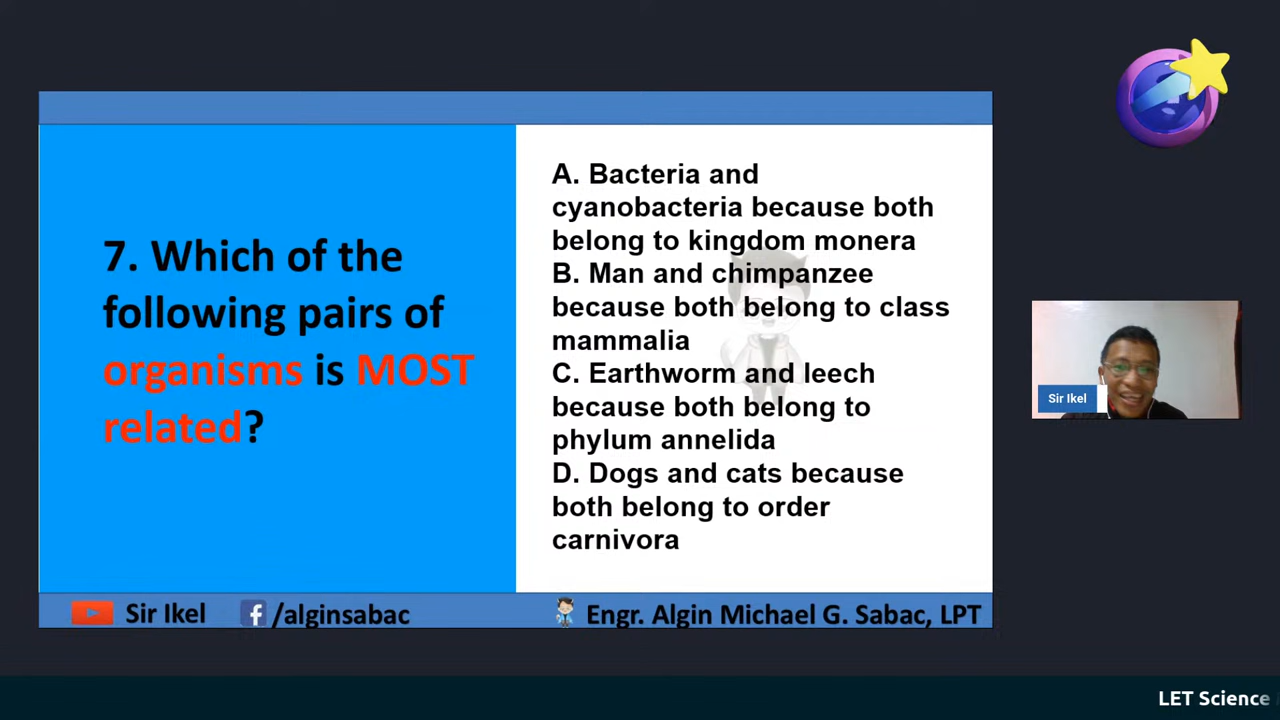 7. Which of the
following pairs of
organisms is MOST
related?
A. Bacteria and
cyanobacteria because both
belong to kingdom monera
B. Man and chimpanzee
because both belong to class
mammalia
C. Earthworm and leech
because both belong to
phylum annelida
D. Dogs and cats because
both belong to order
carnivora
Sir Ikel
Sir Ikel
/alginsabac
Engr. Algin Michael G. Sabac, LPT
LET Science